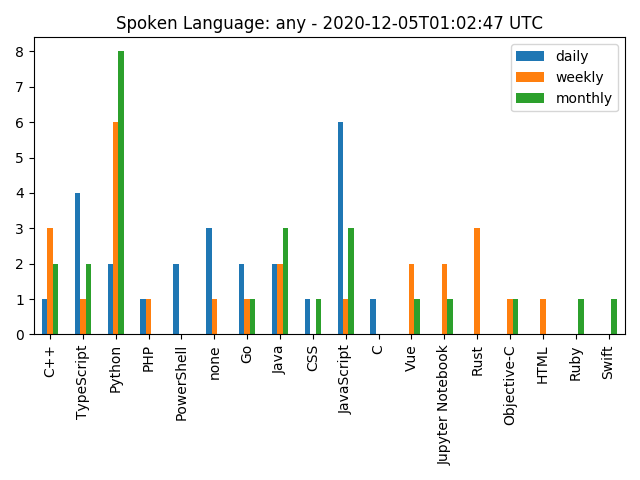 Spoken Language: any - 2020-12-05T01:02:47 UTC
daily
weekly
monthly
8
7
6
5
4
3
2
1
0
C++
TypeScript
Python
PHP
PowerShell
none
Go
Java
CSS
JavaScript
C
Vue
Jupyter Notebook
Rust
Objective-C
HTML
Ruby
Swift